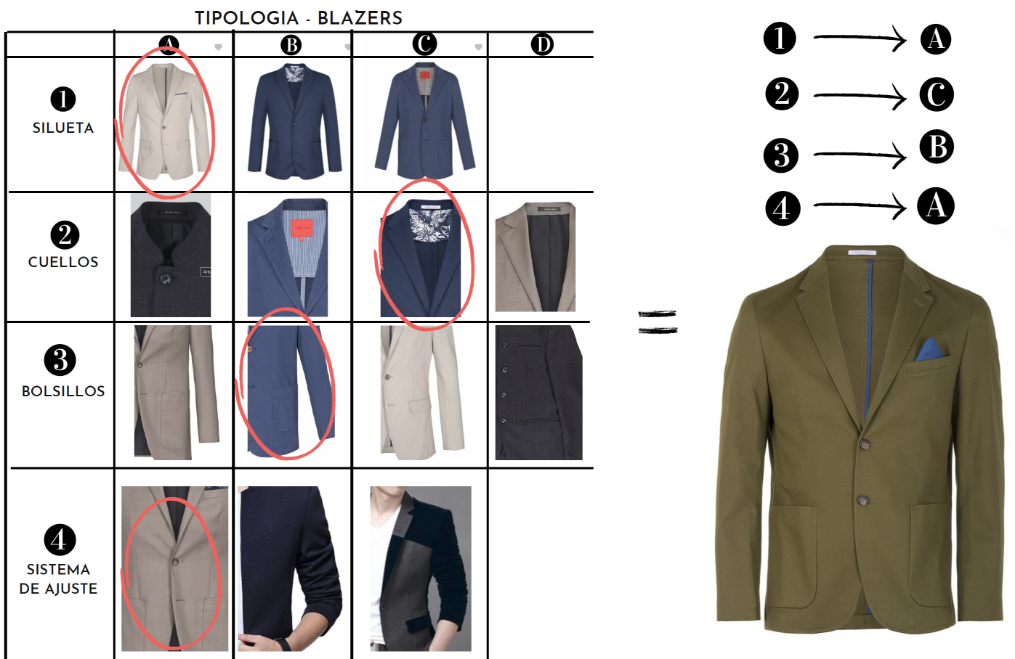 TIPOLOGIA - BLAZERS
A B C D
1
SILUETA
2
CUELLOS
3
BOLSILLOS
4
SISTEMA
DE AJUSTE
1 A
2 C
3 B
4 A
=